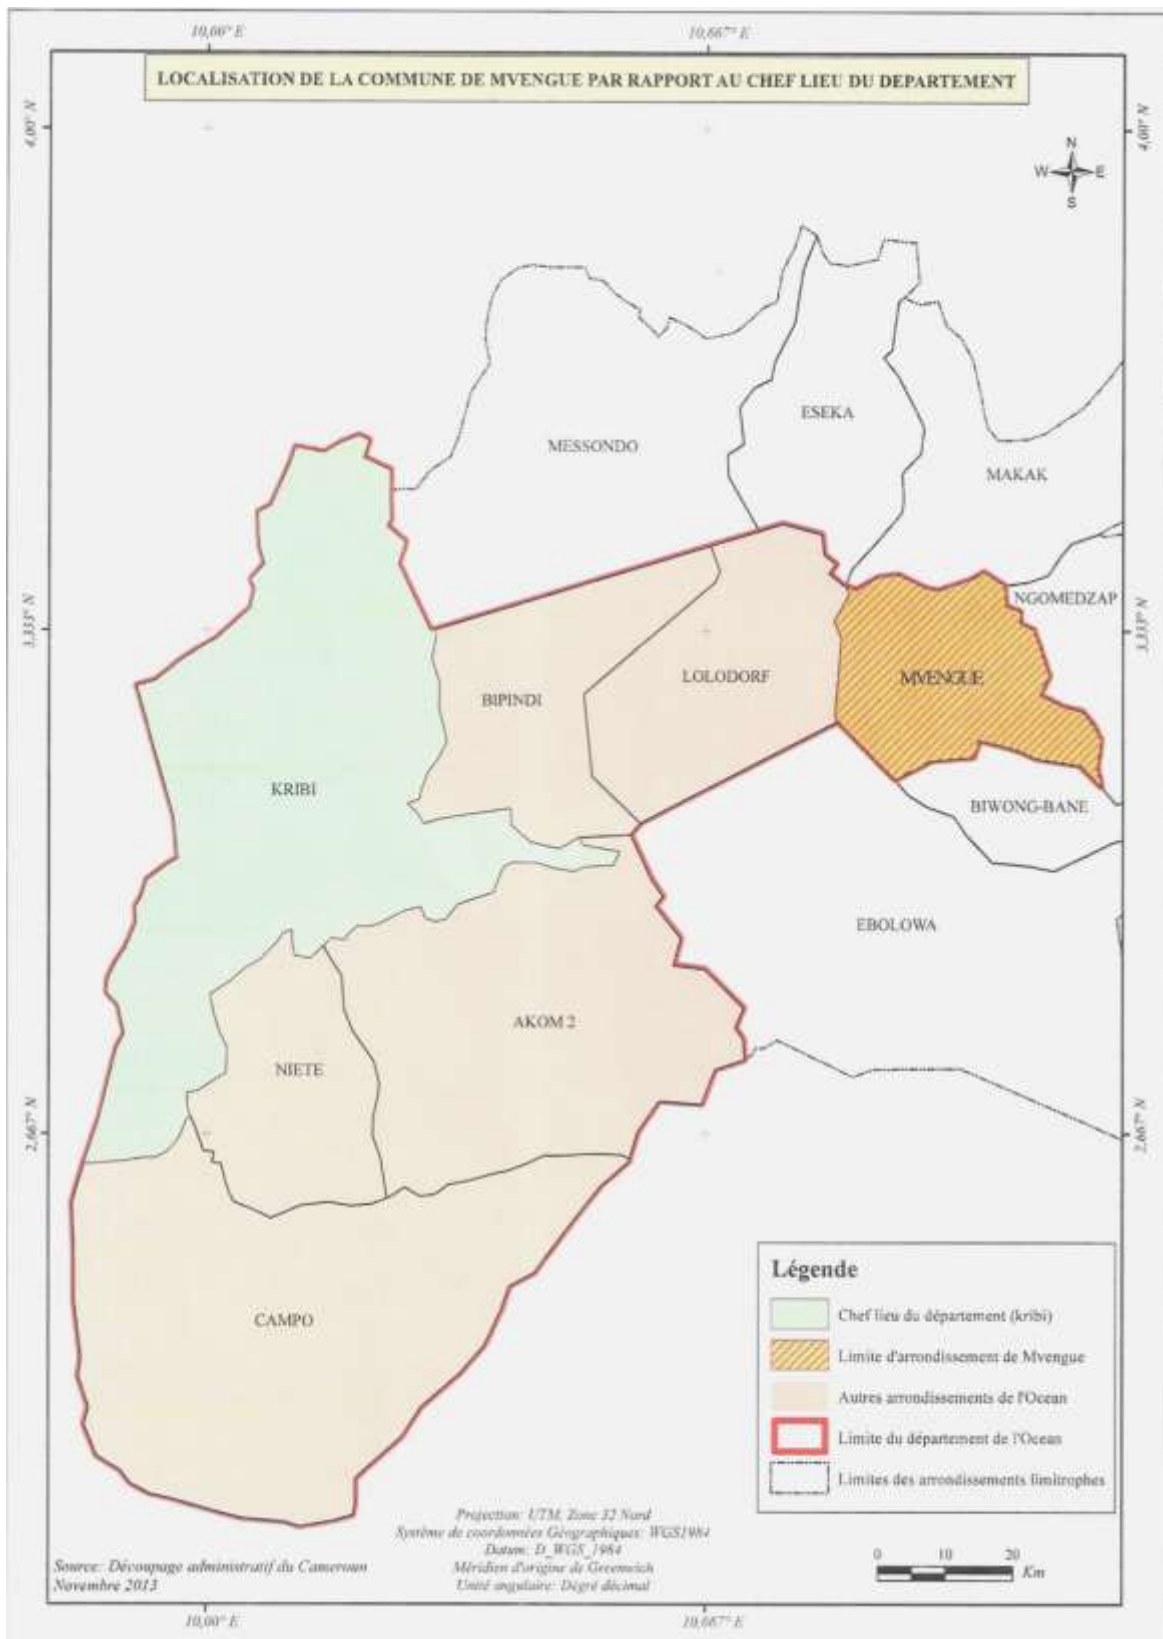 10,00° E
10,667° E
LOCALISATION DE LA COMMUNE DE MVENGUE PAR RAPPORT AU CHEF LIEU DU DEPARTEMENT
4,00° N
4,00° N
N
W
E
S
ESEKA
MESSONDO
MAKAK
NGOMEDZAP
3,333° N
3,333° N
LOLODORF
MVENGUE
BIPINDI
KRIBI
BIWONG-BANE
EBOLOWA
AKOM 2
NIETE
2,667° N
2,667° N
CAMPO
Légende
Chef lieu du département (kribi)
Limite d'arrondissement de Mvengue
Autres arrondissements de l'Ocean
Limite du département de l'Ocean
Limites des arrondissements limitrophes
Projection: UTM, Zone 32 Nord
Système de coordonnées Géographiques: WGS1984
Datum: D_WGS_1984
Méridien d'origine de Greenwich
Unité angulaire: Dégré décimal
Source: Découpage administratif du Cameroun
Novembre 2013
0 10 20
Km
10,00° E
10,667° E